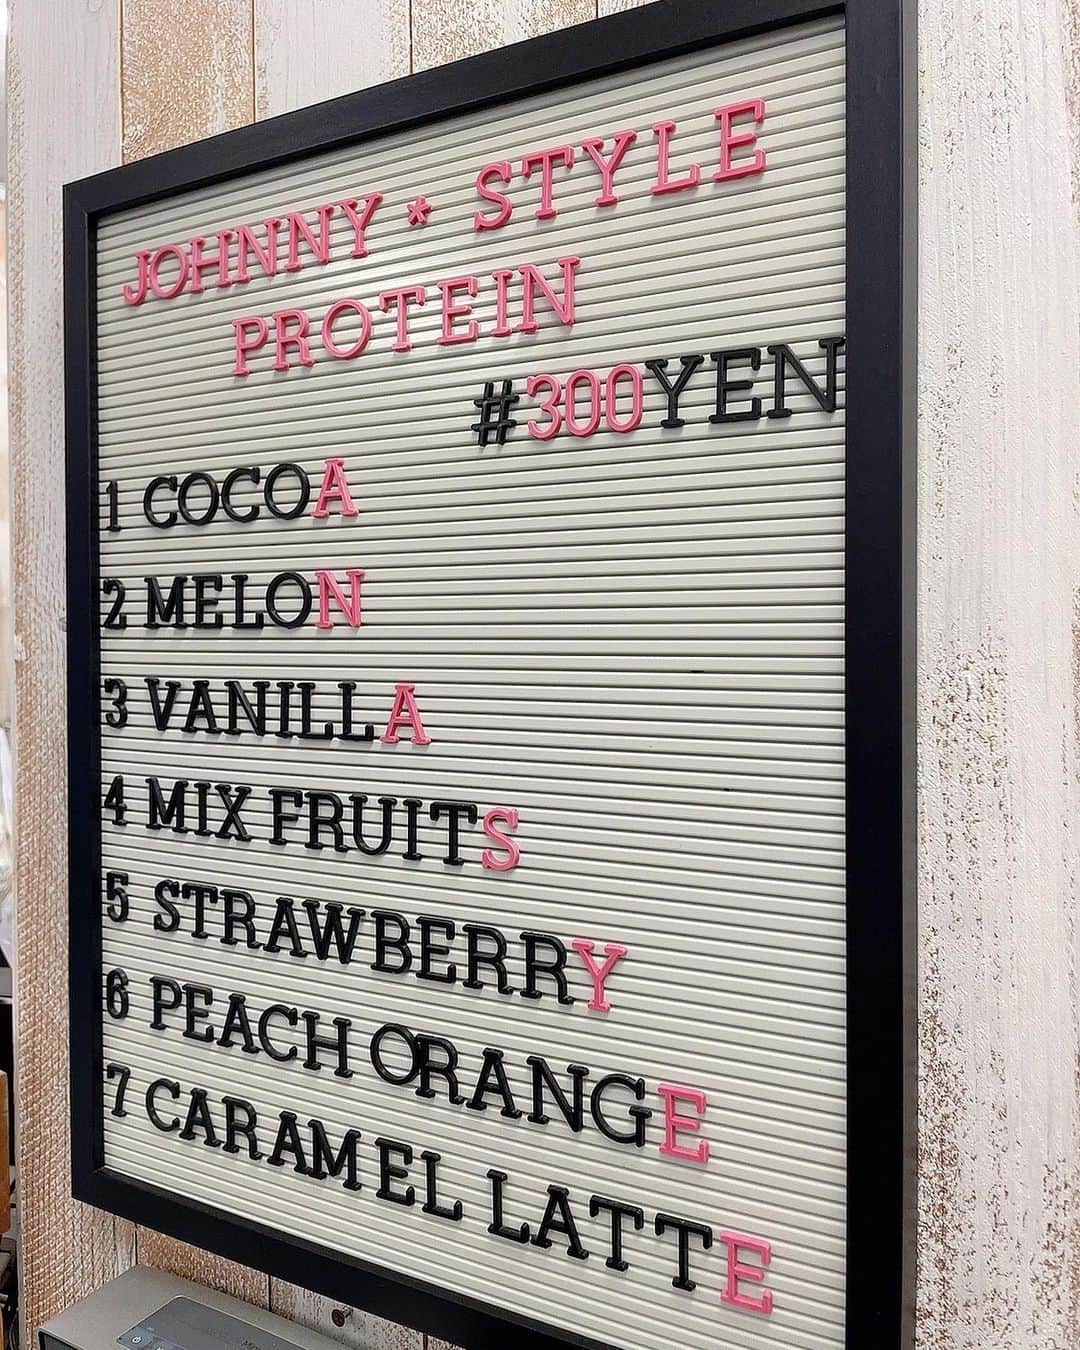 JOHNNY * STYLE
PROTEIN
#300YEN
1 COCOA
2 MELON
3 VANILLA
4 MIX FRUITS
5 STRAWBERRY
6 PEACH ORANGE
7 CARAMEL LATTE